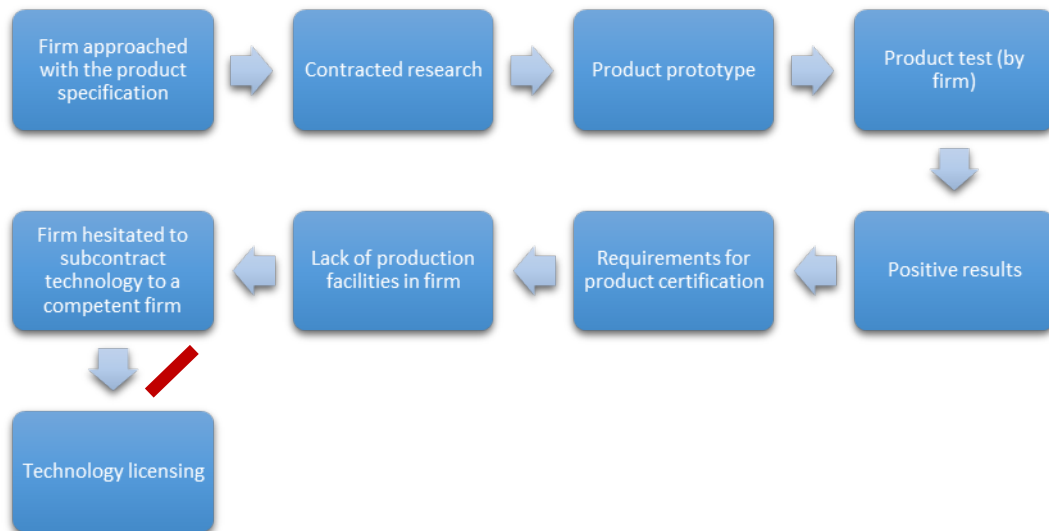 Firm approached
with the product
specification
Contracted research
Product prototype
Product test (by
firm)
Positive results
Requirements for
product certification
Lack of production
facilities in firm
Firm hesitated to
subcontract
technology to a
competent firm
Technology licensing